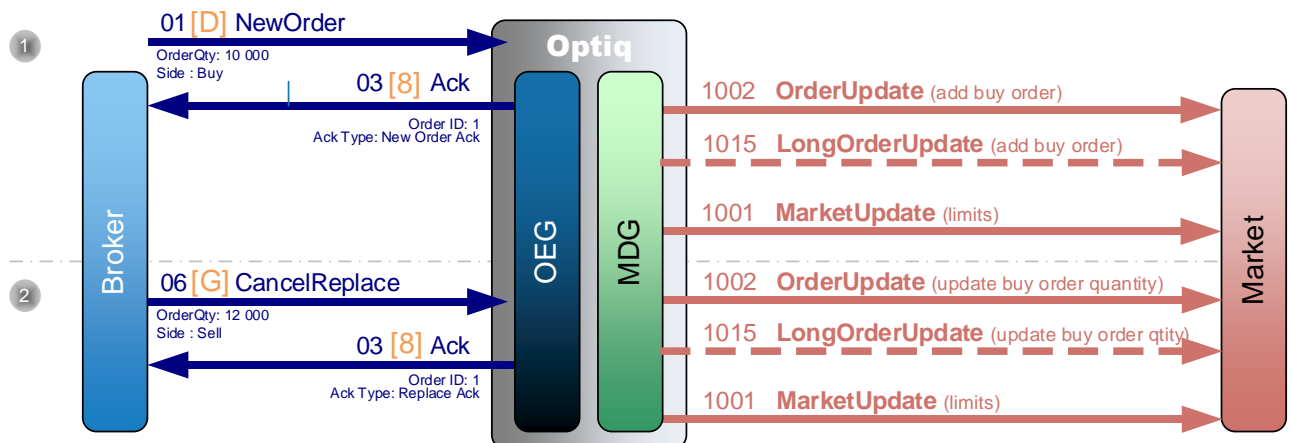 1
01 [D] NewOrder
OrderQty: 10 000
Side : Buy
03 [8] Ack
Order ID: 1
Ack Type: New Order Ack
Optiq
Broker
OEG
MDG
Market
1002 OrderUpdate (add buy order)
1015 LongOrderUpdate (add buy order)
1001 MarketUpdate (limits)
2
06 [G] CancelReplace
OrderQty: 12 000
Side : Sell
03 [8] Ack
Order ID: 1
Ack Type: Replace Ack
1002 OrderUpdate (update buy order quantity)
1015 LongOrderUpdate (update buy order qtity)
1001 MarketUpdate (limits)